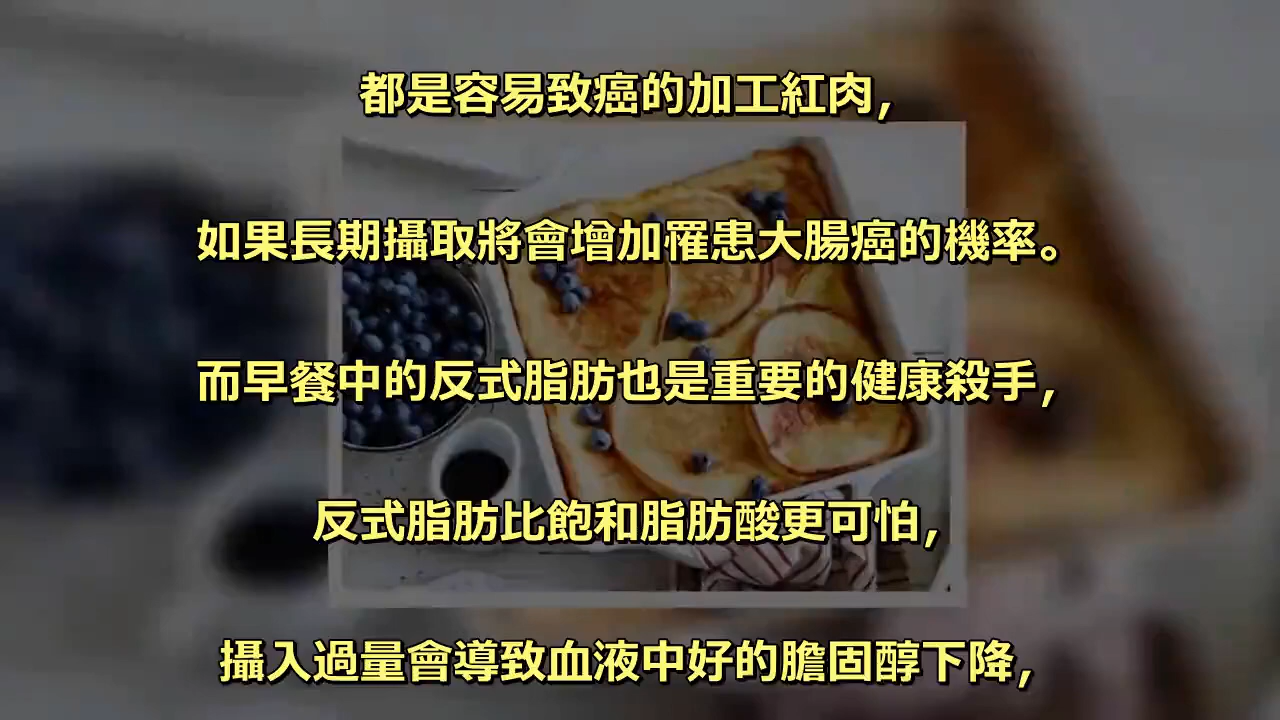 都是容易致癌的加工紅肉,
如果長期攝取將會增加罹患大腸癌的機率。
而早餐中的反式脂肪也是重要的健康殺手,
反式脂肪比飽和脂肪酸更可怕,
攝入過量會導致血液中好的膽固醇下降,